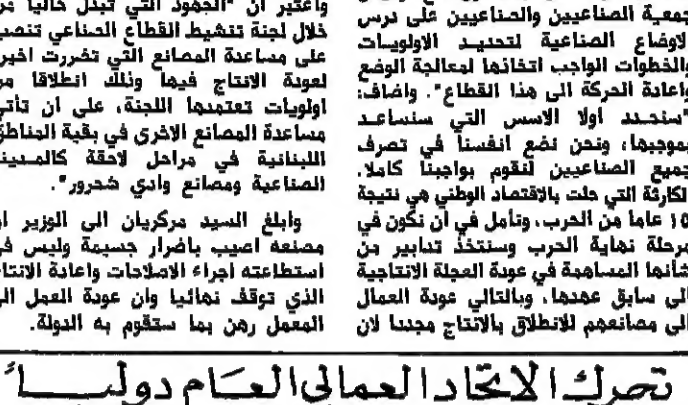 جمعية الصناعيين والصناعيين على درس
الاوضاع الصناعية لتحديد الاولويات
والخطوات الواجب اتخاذها لمعالجة الوضع
واعادة الحركة الى هذا القطاع". واضاف:
"سنحدد اولا الاسس التي سنساعد
بموجبها، ونحن نضع انفسنا في تصرف
جميع الصناعيين لنقوم بواجبنا كاملا.
الكارثة التي حلت بالاقتصاد الوطني هي نتيجة
١٥ عاما من الحرب، ونأمل في ان نكون في
مرحلة نهاية الحرب وسنتخذ تدابير من
شأنها المساهمة في عودة العجلة الانتاجية
الى سابق عهدها، وبالتالي عودة العمال
الى مصانعهم للانطلاق بالانتاج مجددا لان
واعتبر ان "الجهود التي تبذل حاليا من
خلال لجنة تنشيط القطاع الصناعي تنصب
على مساعدة المصانع التي تضررت اخيرا
لعودة الانتاج فيها وذلك انطلاقا من
اولويات تعتمدها اللجنة، على ان تأتي
مساعدة المصانع الاخرى في بقية المناطق
اللبنانية في مراحل لاحقة كالمدينة
الصناعية ومصانع وادي شحرور".
وأبلغ السيد مركريان الى الوزير ان
مصنعه اصيب باضرار جسيمة وليس في
استطاعته اجراء الاصلاحات واعادة الانتاج
الذي توقف نهائيا وان عودة العمل الى
المعمل رهن بما ستقوم به الدولة.
تحرك الاتحاد العمالي العام دوليا